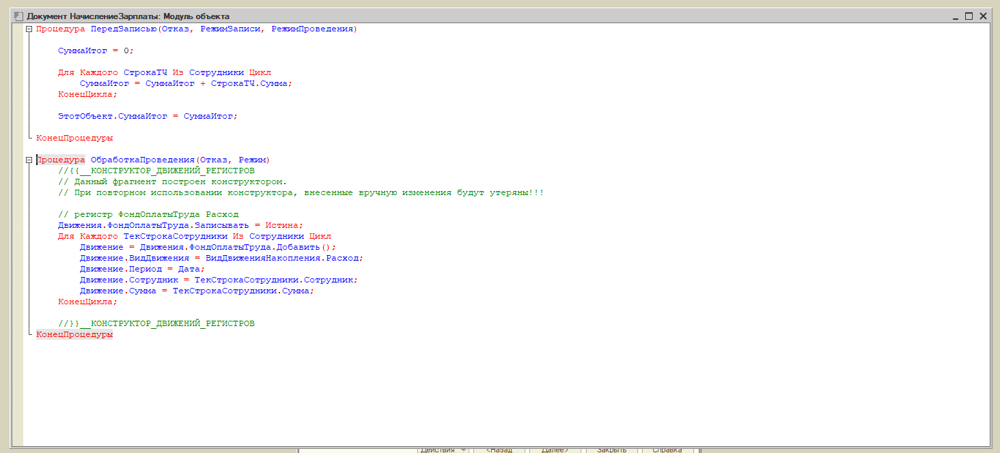 Документ НачислениеЗарплаты: Модуль объекта
Процедура ПередЗаписью(Отказ, РежимЗаписи, РежимПроведения)
СуммаИтог = 0;
Для Каждого СтрокаТЧ Из Сотрудники Цикл
СуммаИтог = СуммаИтог + СтрокаТЧ.Сумма;
КонецЦикла;
ЭтотОбъект.СуммаИтог = СуммаИтог;
КонецПроцедуры
Процедура ОбработкаПроведения(Отказ, Режим)
//{{__КОНСТРУКТОР_ДВИЖЕНИЙ_РЕГИСТРОВ
// Данный фрагмент построен конструктором.
// При повторном использовании конструктора, внесенные вручную изменения будут утеряны!!!
// регистр ФондОплатыТруда Расход
Движения.ФондОплатыТруда.Записывать = Истина;
Для Каждого ТекСтрокаСотрудники Из Сотрудники Цикл
Движение = Движения.ФондОплатыТруда.Добавить();
Движение.ВидДвижения = ВидДвиженияНакопления.Расход;
Движение.Период = Дата;
Движение.Сотрудник = ТекСтрокаСотрудники.Сотрудник;
Движение.Сумма = ТекСтрокаСотрудники.Сумма;
КонецЦикла;
//}}__КОНСТРУКТОР_ДВИЖЕНИЙ_РЕГИСТРОВ
КонецПроцедуры
Действия <Назад Далее> Закрыть Справка